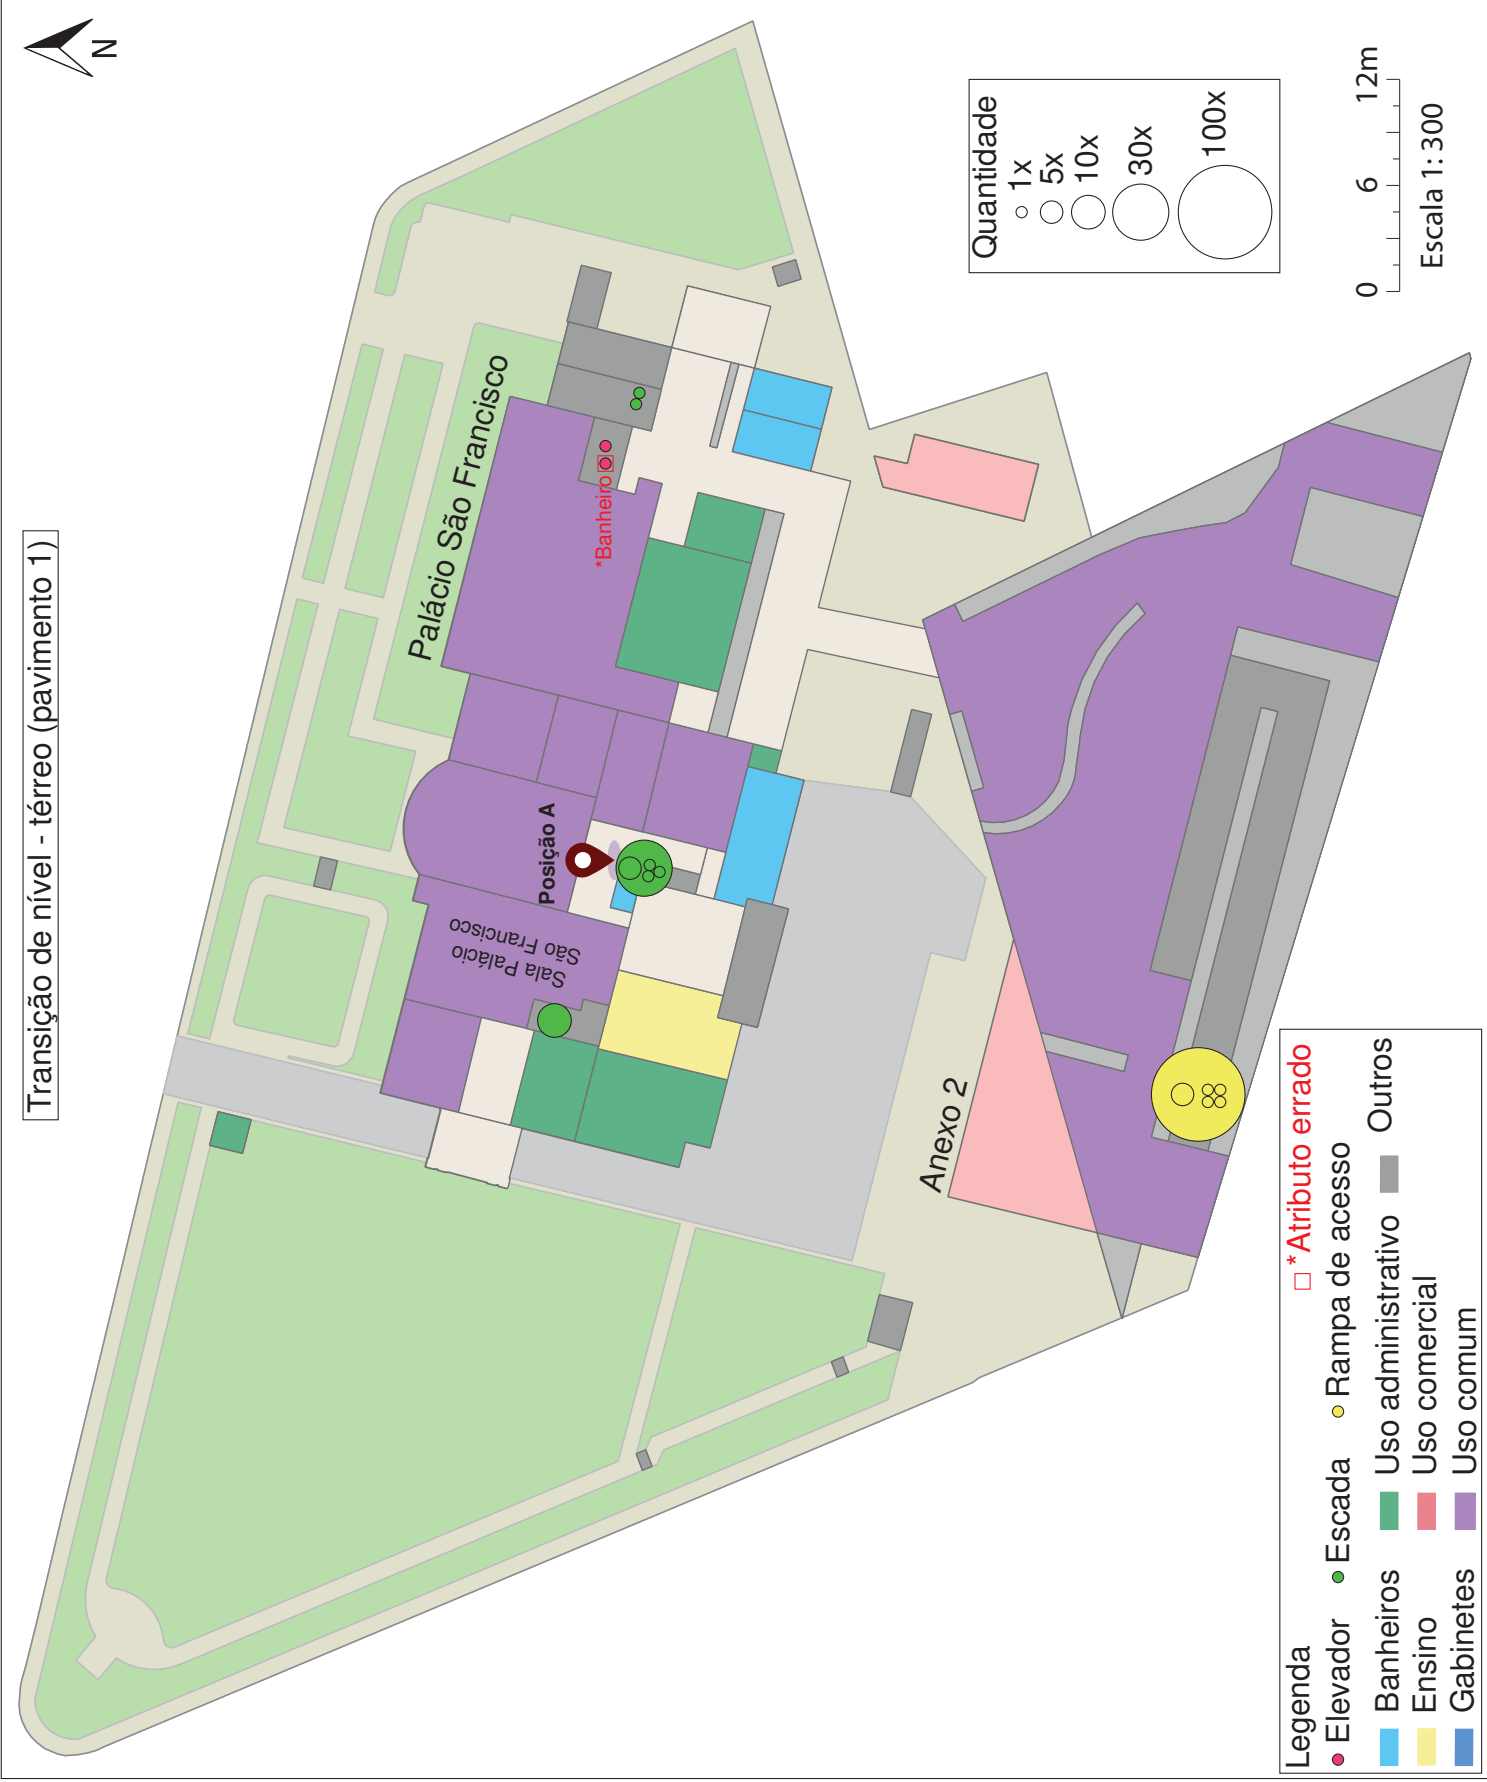 Transição de nível - térreo (pavimento 1)
N
Palácio São Francisco
*Banheiro
Posição A
Sala Palácio
São Francisco
Anexo 2
Quantidade
1x
5x
10x
30x
100x
0 6 12m
Escala 1: 300
Legenda
*Atributo errado
Elevador
Escada
Rampa de acesso
Banheiros
Uso administrativo
Outros
Ensino
Uso comercial
Gabinetes
Uso comum